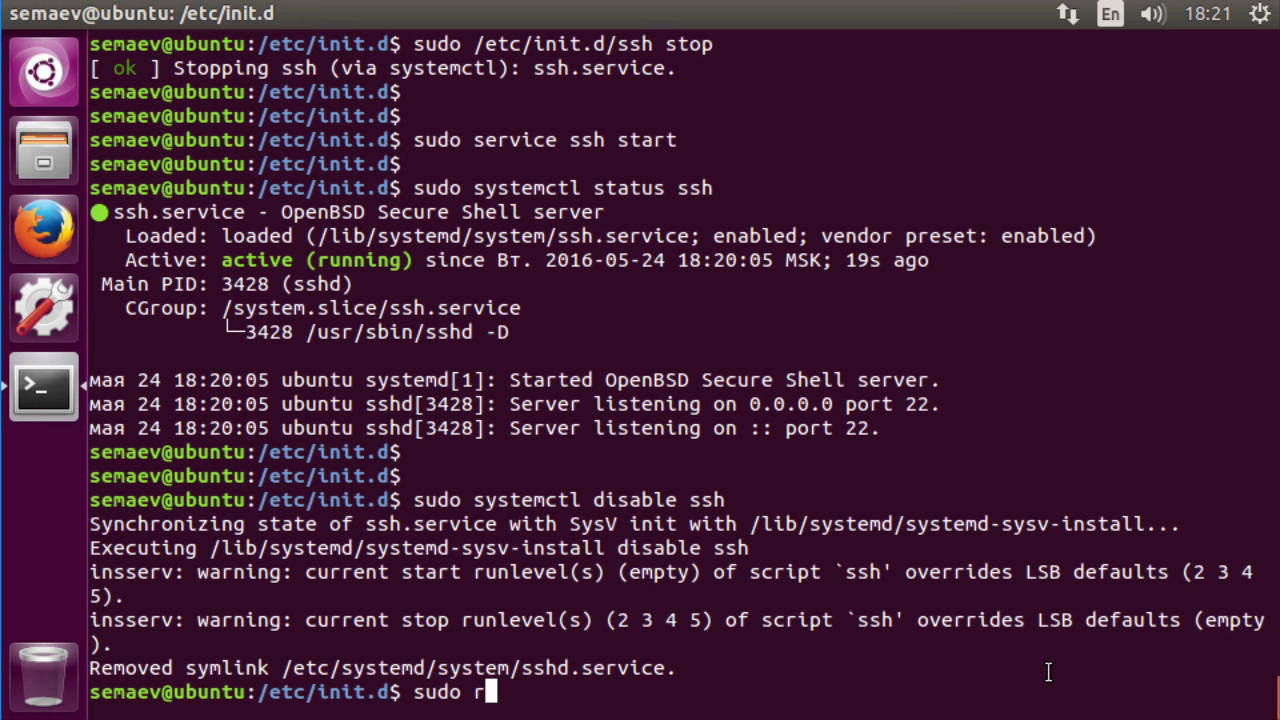 semaev@ubuntu: /etc/init.d
En
18:21
semaev@ubuntu:/etc/init.d$ sudo /etc/init.d/ssh stop
[ ok ] Stopping ssh (via systemctl): ssh.service.
semaev@ubuntu:/etc/init.d$
semaev@ubuntu:/etc/init.d$
semaev@ubuntu:/etc/init.d$ sudo service ssh start
semaev@ubuntu:/etc/init.d$
semaev@ubuntu:/etc/init.d$ sudo systemctl status ssh
● ssh.service - OpenBSD Secure Shell server
Loaded: loaded (/lib/systemd/system/ssh.service; enabled; vendor preset: enabled)
Active: active (running) since Вт. 2016-05-24 18:20:05 MSK; 19s ago
Main PID: 3428 (sshd)
CGroup: /system.slice/ssh.service
└─3428 /usr/sbin/sshd -D
мая 24 18:20:05 ubuntu systemd[1]: Started OpenBSD Secure Shell server.
мая 24 18:20:05 ubuntu sshd[3428]: Server listening on 0.0.0.0 port 22.
мая 24 18:20:05 ubuntu sshd[3428]: Server listening on :: port 22.
semaev@ubuntu:/etc/init.d$
semaev@ubuntu:/etc/init.d$
semaev@ubuntu:/etc/init.d$ sudo systemctl disable ssh
Synchronizing state of ssh.service with SysV init with /lib/systemd/systemd-sysv-install...
Executing /lib/systemd/systemd-sysv-install disable ssh
insserv: warning: current start runlevel(s) (empty) of script `ssh' overrides LSB defaults (2 3 4
5).
insserv: warning: current stop runlevel(s) (2 3 4 5) of script `ssh' overrides LSB defaults (empty
).
Removed symlink /etc/systemd/system/sshd.service.
semaev@ubuntu:/etc/init.d$ sudo r